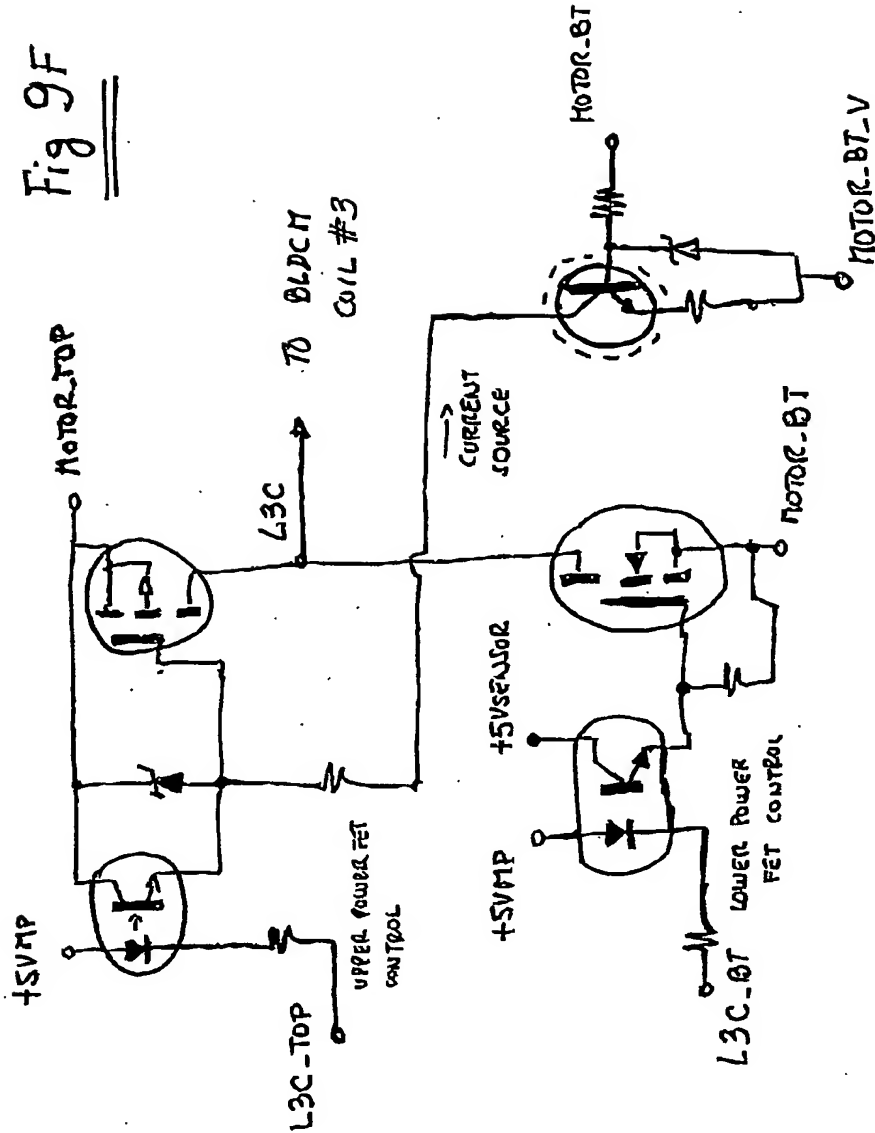 Fig 9F
MOTOR_TOP
MOTOR_BT
+5VMP
L3C
TO BLDCM
COIL #3
UPPER POWER FET
CONTROL
L3C_TOP
→
CURRENT
SOURCE
MOTOR_BT_V
+5VSENSOR
+5VMP
MOTOR_BT
LOWER POWER
FET CONTROL
L3C_BT